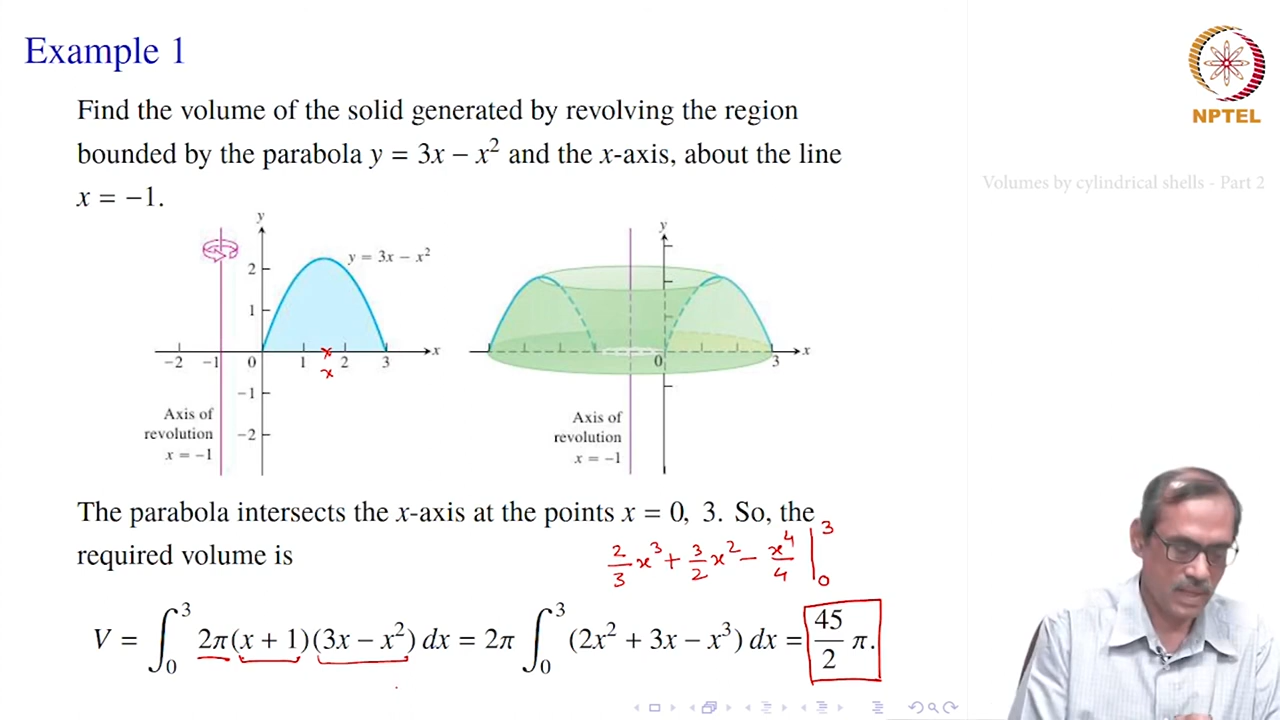 Example 1
NPTEL
Find the volume of the solid generated by revolving the region
bounded by the parabola y = 3x − x² and the x-axis, about the line
x = −1.
Volumes by cylindrical shells - Part 2
y
2
1
y = 3x − x²
−2 −1 0 1 2 3 x
x
x
−1
−2
Axis of
revolution
x = −1
y
0 3 x
Axis of
revolution
x = −1
The parabola intersects the x-axis at the points x = 0, 3. So, the
required volume is
2/3 x³ + 3/2 x² − x⁴/4 |₀³
V = ∫₀³ 2π(x + 1)(3x − x²) dx = 2π ∫₀³ (2x² + 3x − x³) dx = 45/2 π.